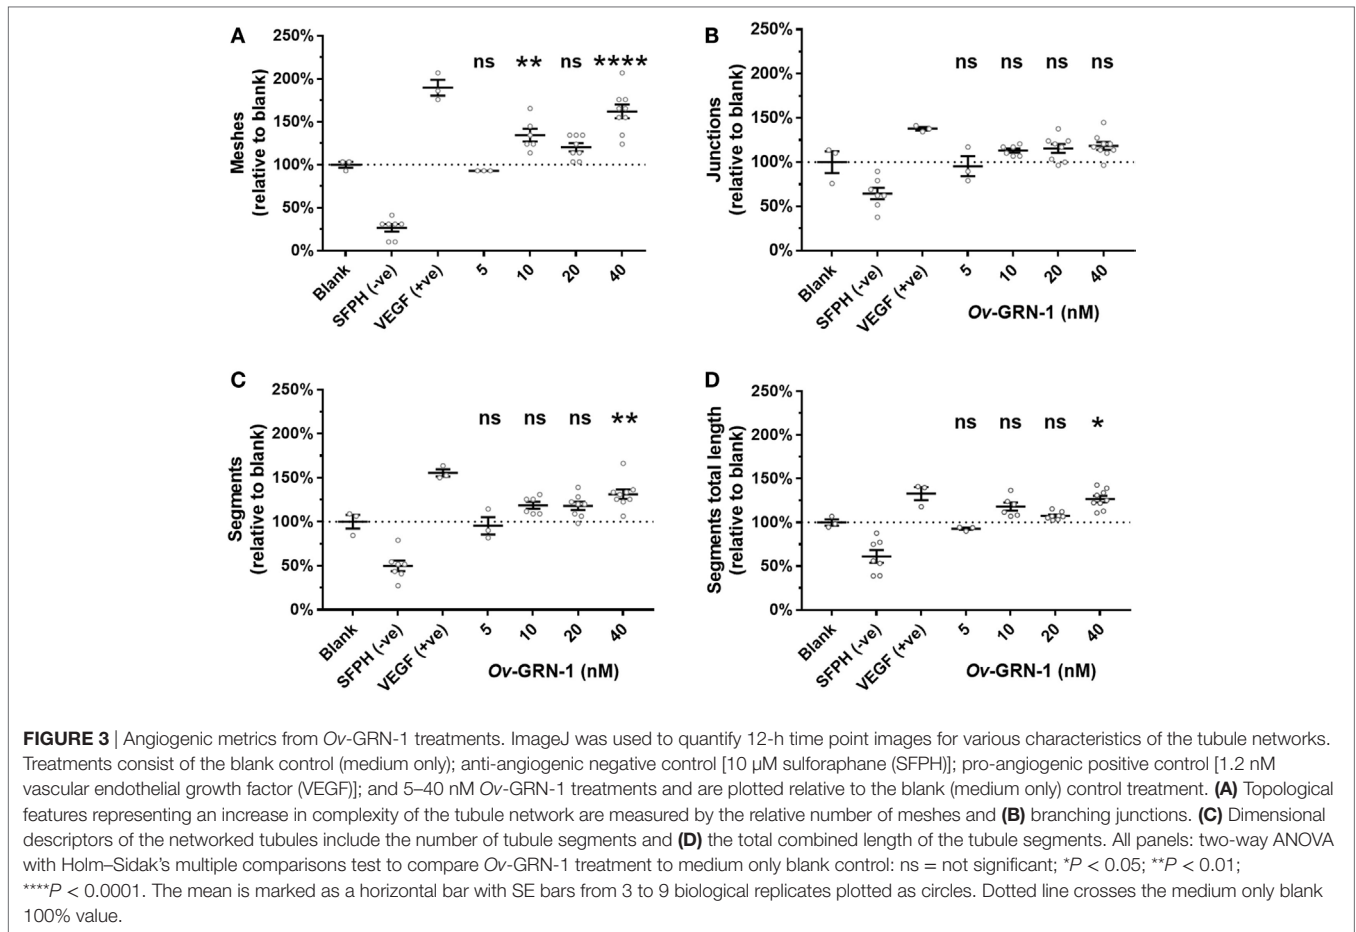 A
250%
200%
150%
100%
50%
0%
Meshes
(relative to blank)
ns ** ns ****
Blank
SFPH (-ve)
VEGF (+ve)
5
10
20
40
B
250%
200%
150%
100%
50%
0%
Junctions
(relative to blank)
ns ns ns ns
Blank
SFPH (-ve)
VEGF (+ve)
5
10
20
40
Ov-GRN-1 (nM)
C
250%
200%
150%
100%
50%
0%
Segments
(relative to blank)
ns ns ns **
Blank
SFPH (-ve)
VEGF (+ve)
5
10
20
40
Ov-GRN-1 (nM)
D
250%
200%
150%
100%
50%
0%
Segments total length
(relative to blank)
ns ns ns *
Blank
SFPH (-ve)
VEGF (+ve)
5
10
20
40
Ov-GRN-1 (nM)
FIGURE 3 | Angiogenic metrics from Ov-GRN-1 treatments. ImageJ was used to quantify 12-h time point images for various characteristics of the tubule networks.
Treatments consist of the blank control (medium only); anti-angiogenic negative control [10 µM sulforaphane (SFPH)]; pro-angiogenic positive control [1.2 nM
vascular endothelial growth factor (VEGF)]; and 5–40 nM Ov-GRN-1 treatments and are plotted relative to the blank (medium only) control treatment. (A) Topological
features representing an increase in complexity of the tubule network are measured by the relative number of meshes and (B) branching junctions. (C) Dimensional
descriptors of the networked tubules include the number of tubule segments and (D) the total combined length of the tubule segments. All panels: two-way ANOVA
with Holm–Sidak's multiple comparisons test to compare Ov-GRN-1 treatment to medium only blank control: ns = not significant; *P < 0.05; **P < 0.01;
****P < 0.0001. The mean is marked as a horizontal bar with SE bars from 3 to 9 biological replicates plotted as circles. Dotted line crosses the medium only blank
100% value.